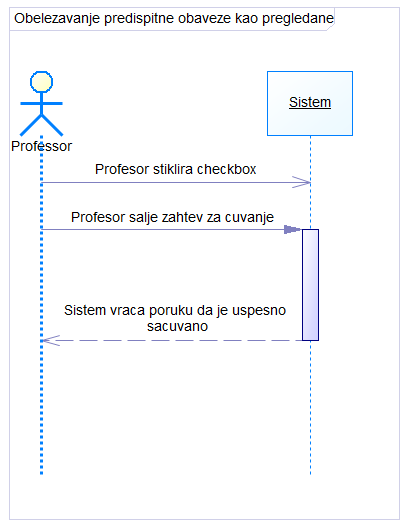 Obelezavanje predispitne obaveze kao pregledane
Sistem
Professor
Profesor stiklira checkbox
Profesor salje zahtev za cuvanje
Sistem vraca poruku da je uspesno
sacuvano